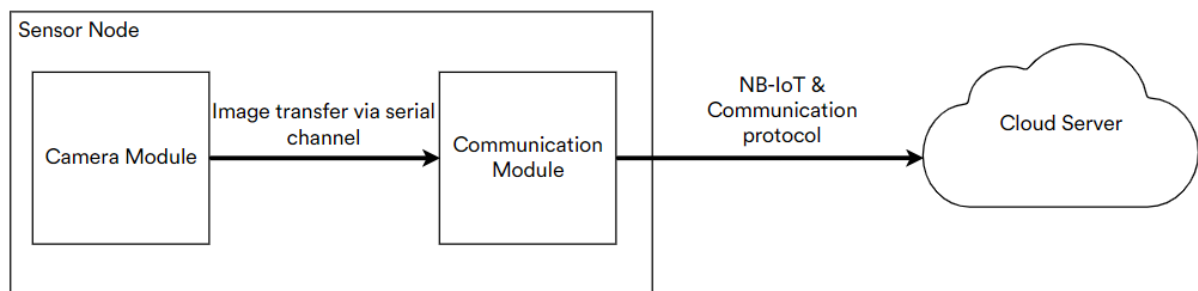 Sensor Node
Camera Module
Image transfer via serial
channel
Communication
Module
NB-IoT &
Communication
protocol
Cloud Server